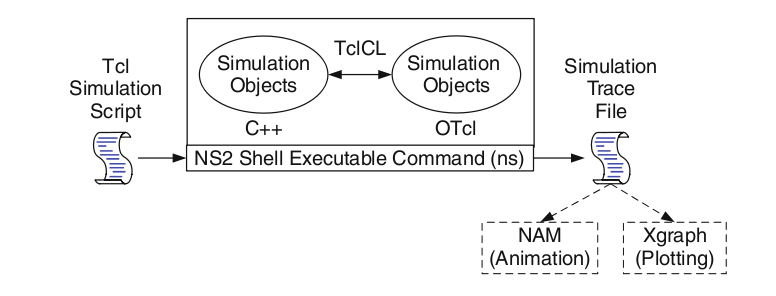 Tcl
Simulation
Script
TclCL
Simulation
Objects
Simulation
Objects
C++
OTcl
NS2 Shell Executable Command (ns)
Simulation
Trace
File
NAM
(Animation)
Xgraph
(Plotting)